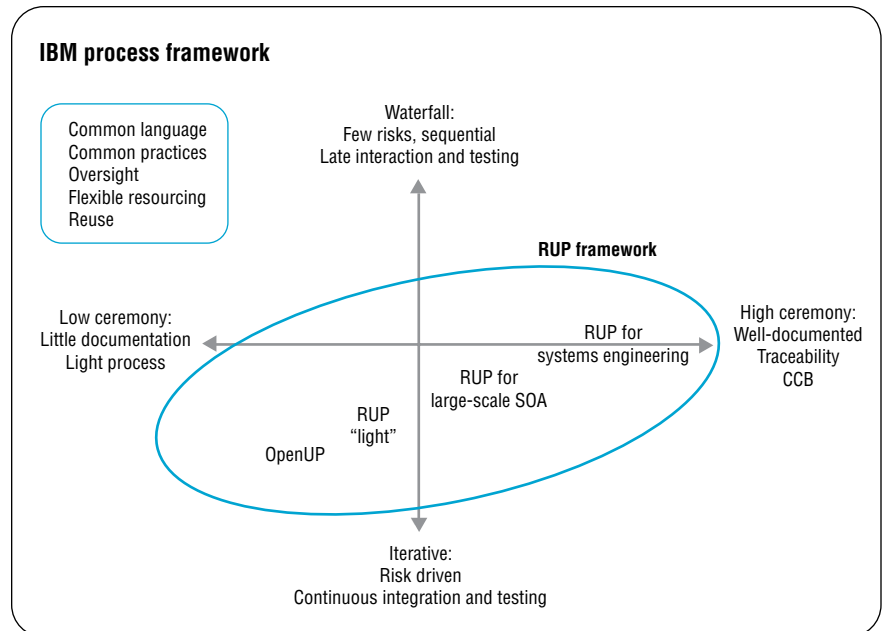 IBM process framework
Common language
Common practices
Oversight
Flexible resourcing
Reuse
Waterfall:
Few risks, sequential
Late interaction and testing
RUP framework
Low ceremony:
Little documentation
Light process
High ceremony:
Well-documented
Traceability
CCB
RUP for
systems engineering
RUP for
large-scale SOA
RUP
“light”
OpenUP
Iterative:
Risk driven
Continuous integration and testing